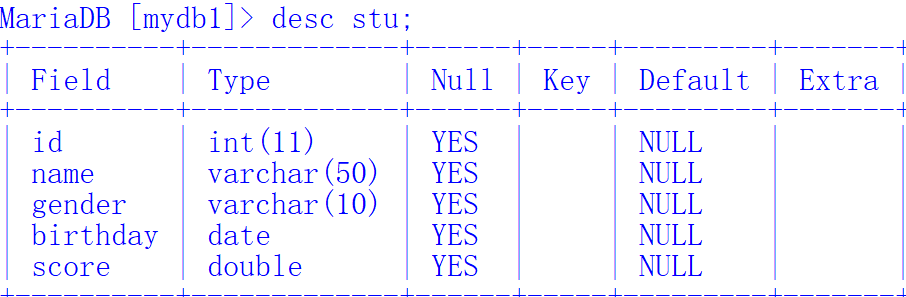 MariaDB [mydb1]> desc stu;
+----------+-------------+------+-----+---------+-------+
| Field    | Type        | Null | Key | Default | Extra |
+----------+-------------+------+-----+---------+-------+
| id       | int(11)     | YES  |     | NULL    |       |
| name     | varchar(50) | YES  |     | NULL    |       |
| gender   | varchar(10) | YES  |     | NULL    |       |
| birthday | date        | YES  |     | NULL    |       |
| score    | double      | YES  |     | NULL    |       |
+----------+-------------+------+-----+---------+-------+